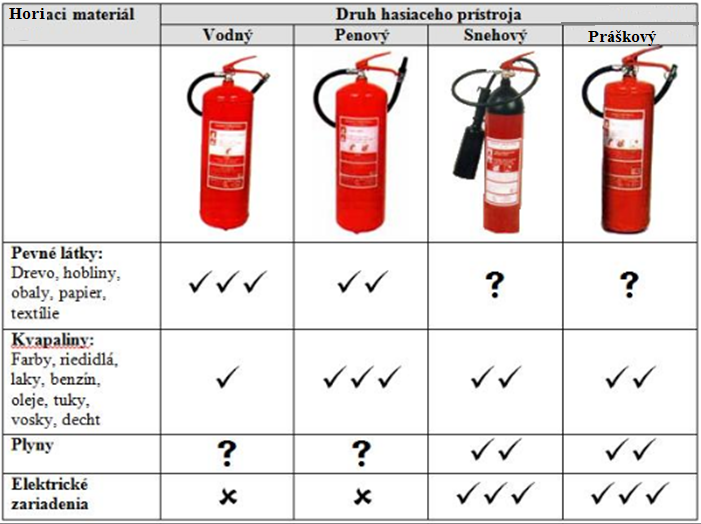 Horiaci materiál
Druh hasiaceho prístroja
Vodný
Penový
Snehový
Práškový
Pevné látky:
Drevo, hobliny,
obaly, papier,
textílie
✓✓✓
✓✓
?
?
Kvapaliny:
Farby, riedidlá,
laky, benzín,
oleje, tuky,
vosky, decht
✓
✓✓✓
✓✓
✓✓
Plyny
?
?
✓✓
✓✓
Elektrické
zariadenia
✗
✗
✓✓✓
✓✓✓